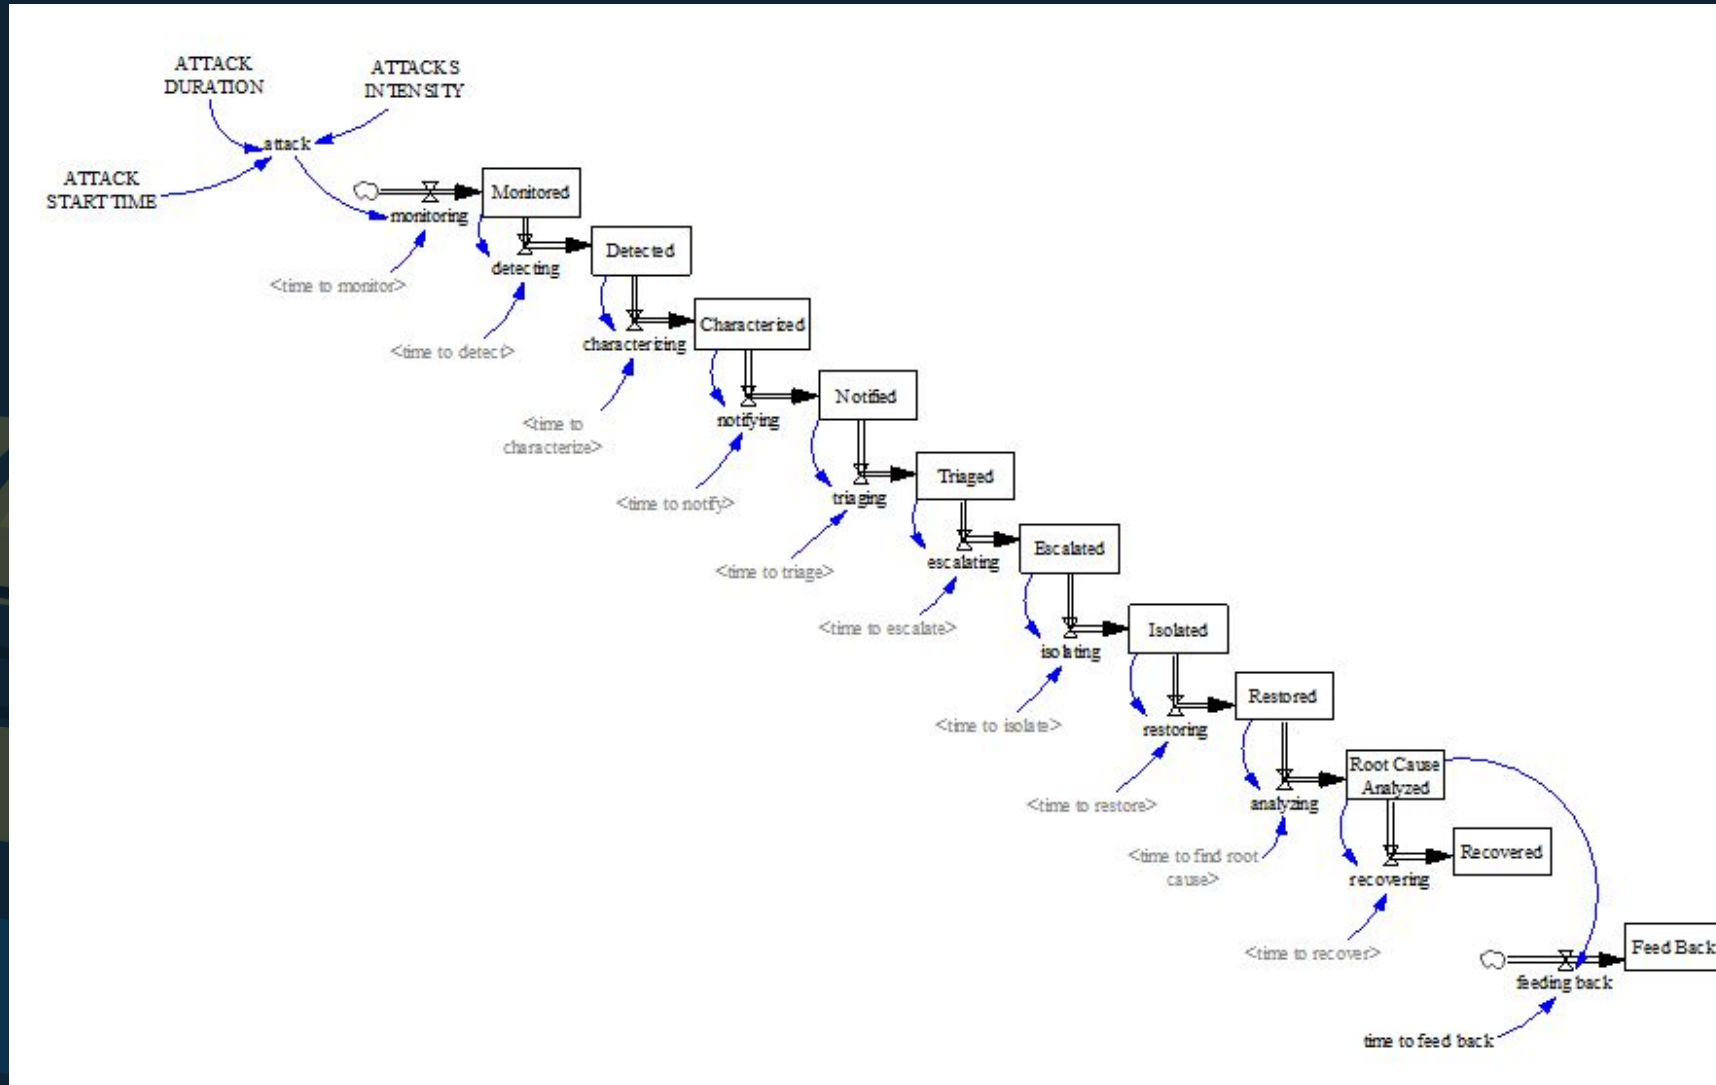 ATTACK
DURATION
ATTACKS
INTENSITY
attack
ATTACK
START TIME
Monitored
monitoring
Detected
detecting
<time to monitor>
Characterized
characterizing
<time to detect>
Notified
notifying
<time to
characterize>
Triaged
triaging
<time to notify>
Escalated
escalating
<time to triage>
Isolated
isolating
<time to escalate>
Restored
restoring
<time to isolate>
Root Cause
Analyzed
analyzing
<time to restore>
Recovered
recovering
<time to find root
cause>
Feed Back
feeding back
<time to recover>
time to feed back